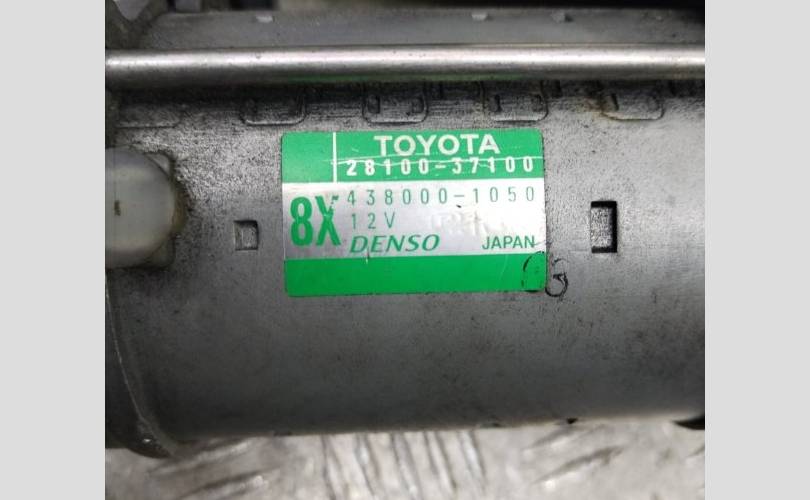 TOYOTA
28100-37100
438000-1050
8X
12V
DENSO JAPAN